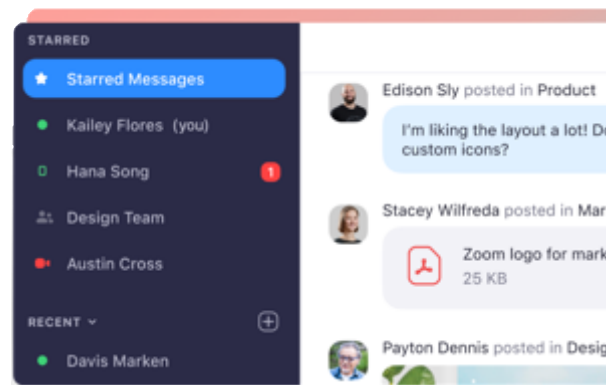 STARRED
Starred Messages
Kailey Flores (you)
Hana Song
1
Design Team
Austin Cross
RECENT
Davis Marken
Edison Sly posted in Product
I'm liking the layout a lot!
custom icons?
Stacey Wilfreda posted in
Zoom logo for
25 KB
Payton Dennis posted in